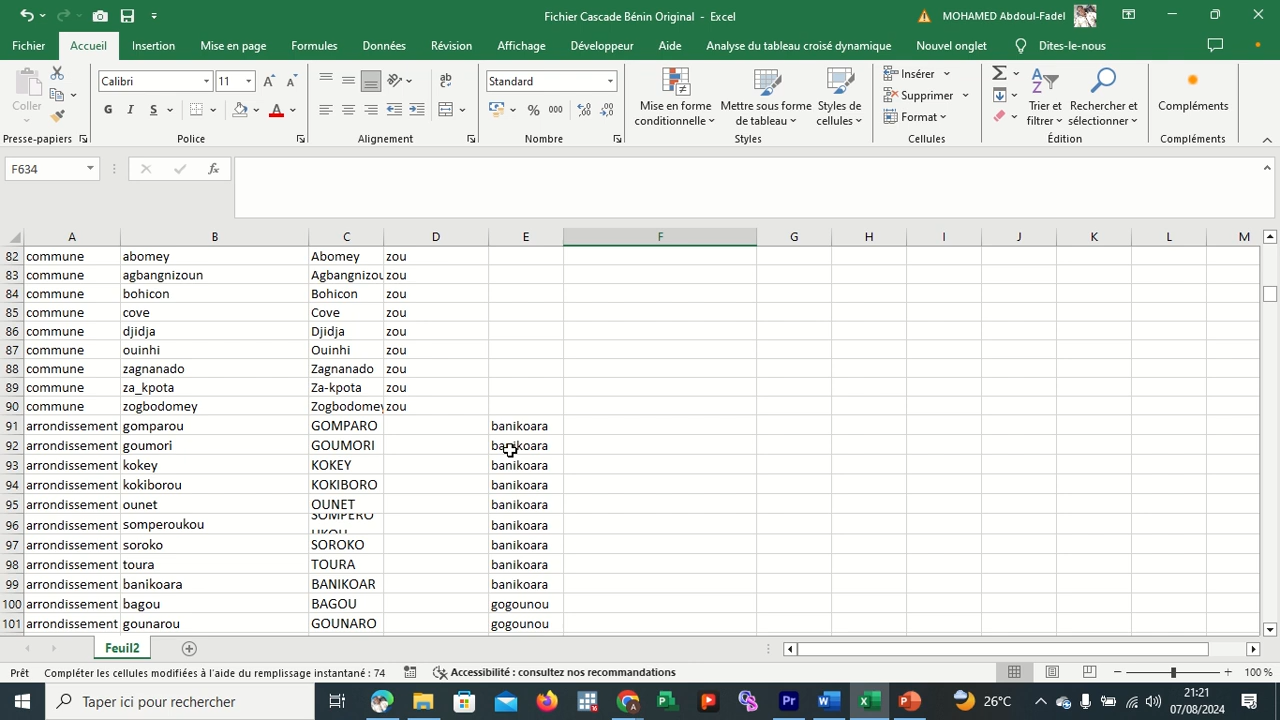 Fichier Cascade Bénin Original - Excel
MOHAMED Abdoul-Fadel
Fichier Accueil Insertion Mise en page Formules Données Révision Affichage Développeur Aide Analyse du tableau croisé dynamique Nouvel onglet Dites-le-nous
Coller
Calibri 11
G I S
Standard
% 000
Mise en forme conditionnelle
Mettre sous forme de tableau
Styles de cellules
Insérer
Supprimer
Format
Trier et filtrer
Rechercher et sélectionner
Compléments
Presse-papiers Police Alignement Nombre Styles Cellules Édition Compléments
F634 fx
A B C D E F G H I J K L M
82 commune abomey Abomey zou
83 commune agbangnizoun Agbangnizou zou
84 commune bohicon Bohicon zou
85 commune cove Cove zou
86 commune djidja Djidja zou
87 commune ouinhi Ouinhi zou
88 commune zagnanado Zagnanado zou
89 commune za_kpota Za-kpota zou
90 commune zogbodomey Zogbodomey zou
91 arrondissement gomparou GOMPARO banikoara
92 arrondissement goumori GOUMORI banikoara
93 arrondissement kokey KOKEY banikoara
94 arrondissement kokiborou KOKIBORO banikoara
95 arrondissement ounet OUNET banikoara
96 arrondissement somperoukou SOMPERO UKOU banikoara
97 arrondissement soroko SOROKO banikoara
98 arrondissement toura TOURA banikoara
99 arrondissement banikoara BANIKOAR banikoara
100 arrondissement bagou BAGOU gogounou
101 arrondissement gounarou GOUNARO gogounou
Feuil2
Prêt Compléter les cellules modifiées à l'aide du remplissage instantané : 74 Accessibilité : consultez nos recommandations 100 %
Taper ici pour rechercher
26°C
21:21
07/08/2024